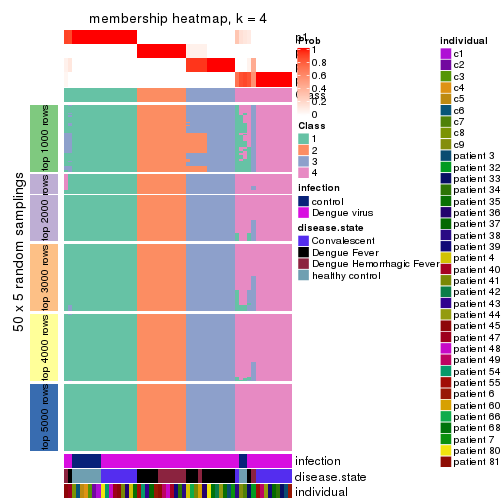 membership heatmap, k = 4
p1
Prob
1
0.8
0.6
0.4
0.2
0
Class
1
2
3
4
infection
control
Dengue virus
disease.state
Convalescent
Dengue Fever
Dengue Hemorrhagic Fever
healthy control
50 x 5 random samplings
top 1000 rows
top 2000 rows
top 3000 rows
top 4000 rows
top 5000 rows
infection
disease.state
individual
individual
c1
c2
c3
c4
c5
c6
c7
c8
c9
patient 3
patient 32
patient 33
patient 34
patient 35
patient 36
patient 37
patient 38
patient 39
patient 4
patient 40
patient 41
patient 42
patient 43
patient 44
patient 45
patient 47
patient 48
patient 49
patient 54
patient 55
patient 6
patient 60
patient 66
patient 68
patient 7
patient 80
patient 81